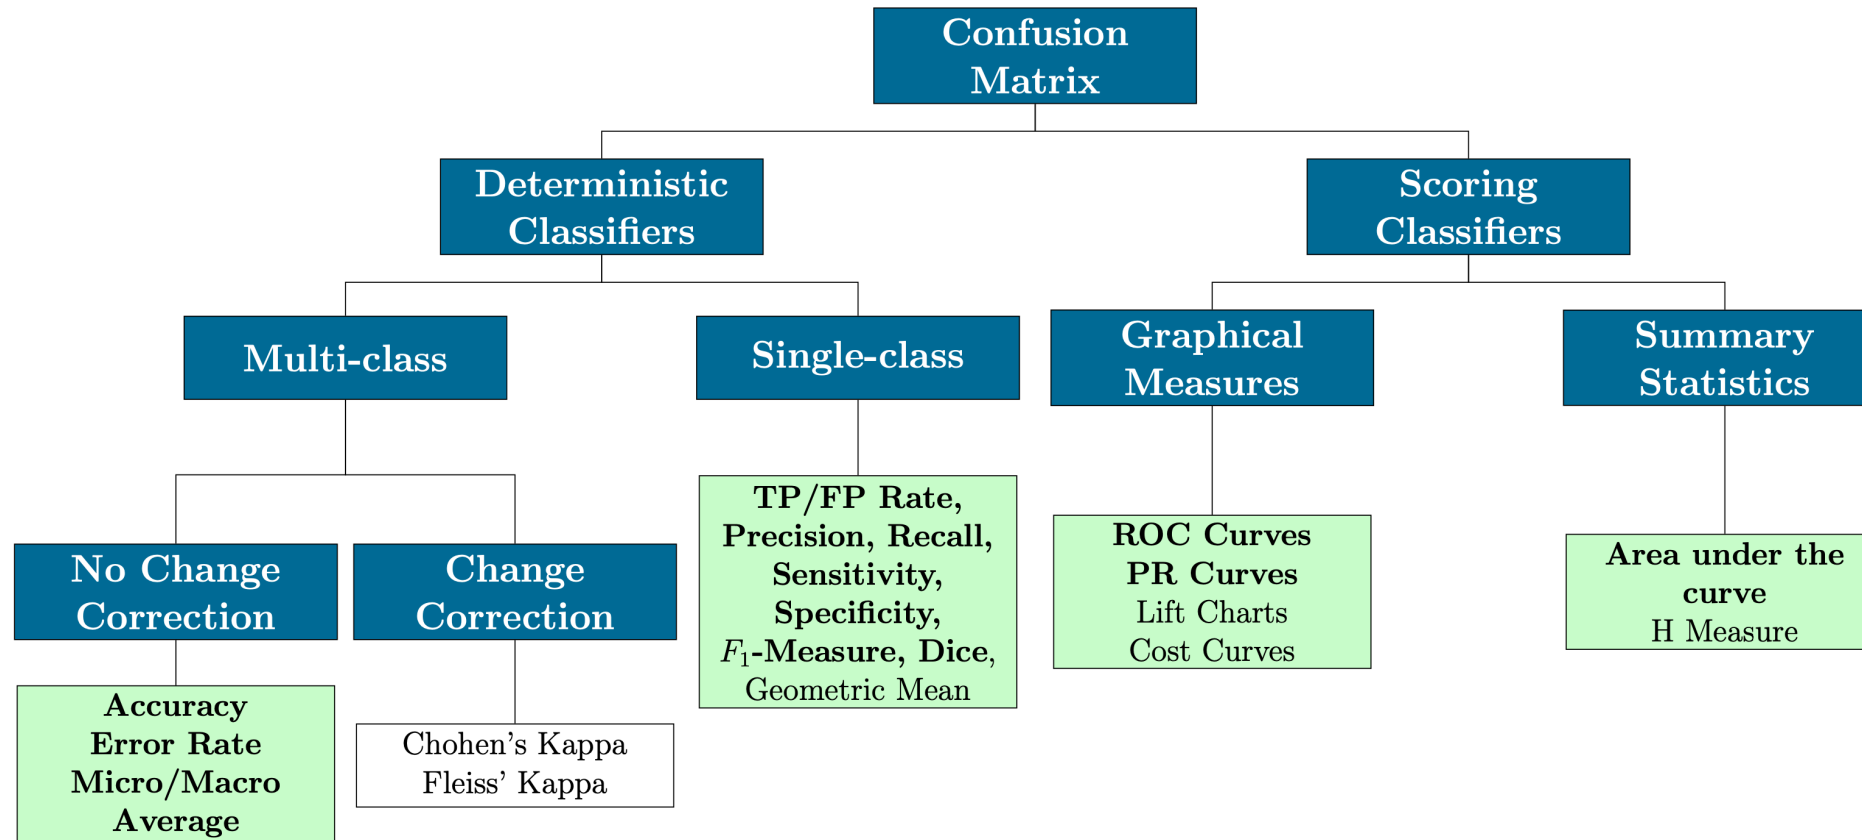 Confusion
Matrix
Deterministic
Classifiers
Scoring
Classifiers
Multi-class
Single-class
Graphical
Measures
Summary
Statistics
No Change
Correction
Change
Correction
TP/FP Rate,
Precision, Recall,
Sensitivity,
Specificity,
F₁-Measure, Dice,
Geometric Mean
ROC Curves
PR Curves
Lift Charts
Cost Curves
Area under the
curve
H Measure
Accuracy
Error Rate
Micro/Macro
Average
Chohen's Kappa
Fleiss' Kappa